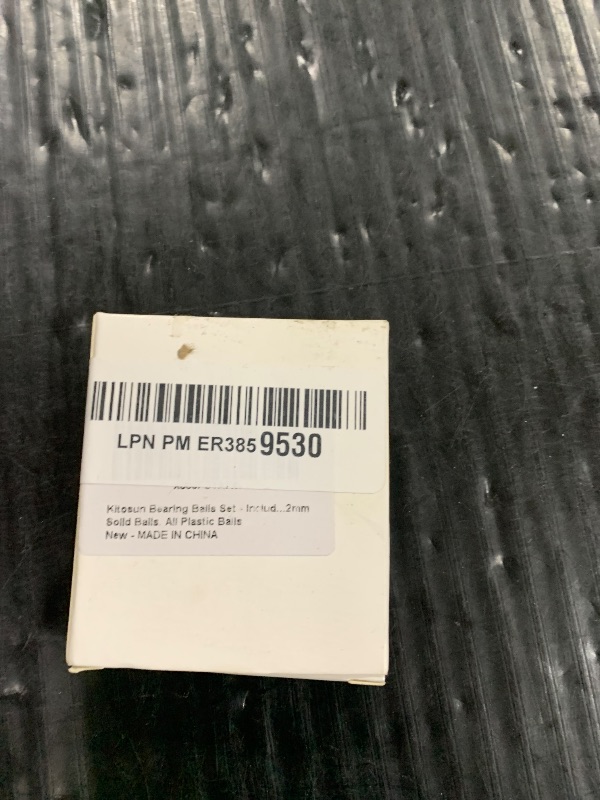 LPN PM ER3859530
Kitosun Bearing Balls Set - Includ...2mm
Solid Balls, All Plastic Balls
New - MADE IN CHINA